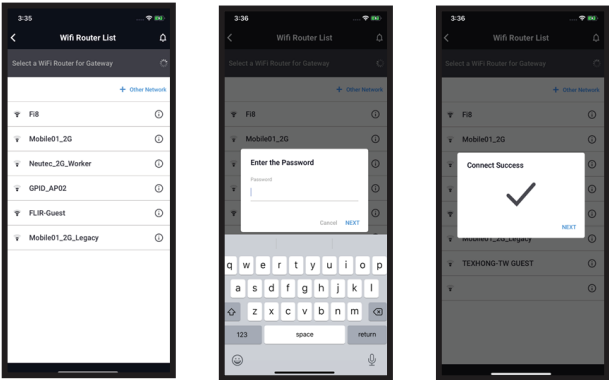 3:35
Wifi Router List
Select a WiFi Router for Gateway
+ Other Network
Fi8
Mobile01_2G
Neutec_2G_Worker
GPID_AP02
FLIR-Guest
Mobile01_2G_Legacy
3:36
Wifi Router List
Select a WiFi Router for Gateway
+ Other Network
Fi8
Mobile01_2G
Enter the Password
Password
Cancel NEXT
q w e r t y u i o p
a s d f g h j k l
z x c v b n m
123 space return
3:36
Wifi Router List
Select a WiFi Router for Gateway
+ Other Network
Fi8
Mobile01_2G
Connect Success
NEXT
Mobile01_2G_Legacy
TEXHONG-TW GUEST